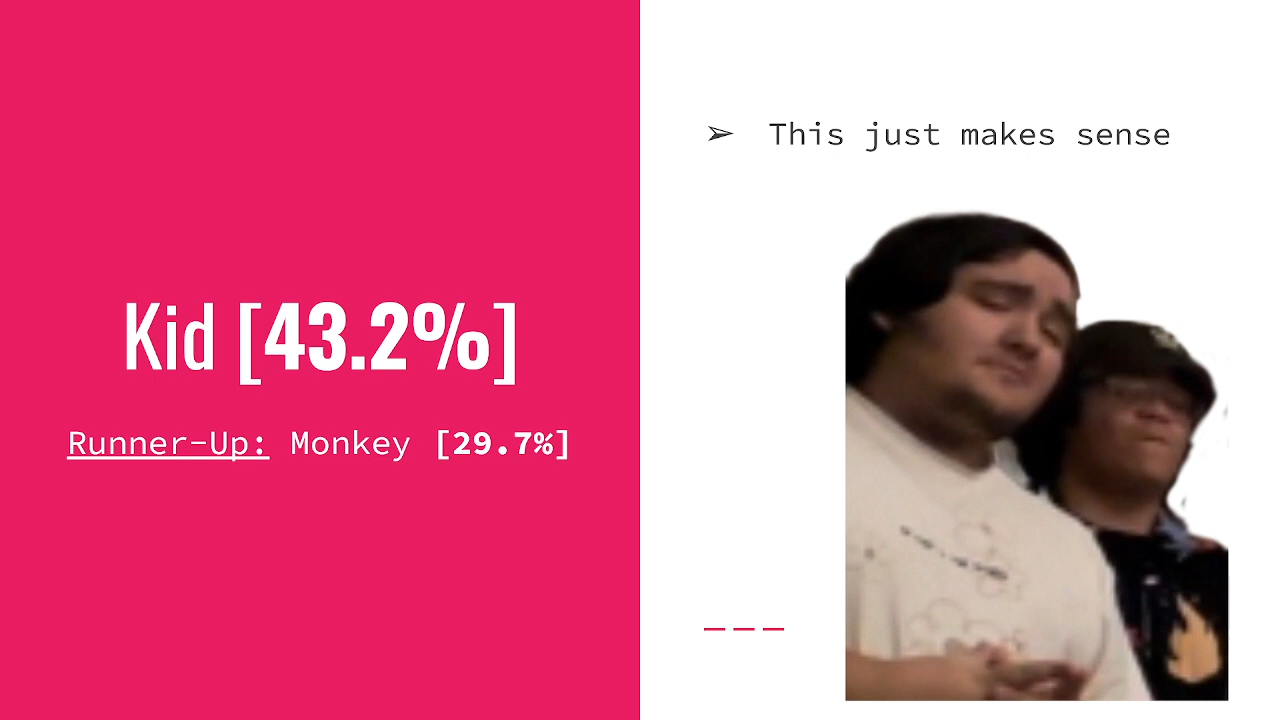 Kid [43.2%]
Runner-Up: Monkey [29.7%]
➢ This just makes sense